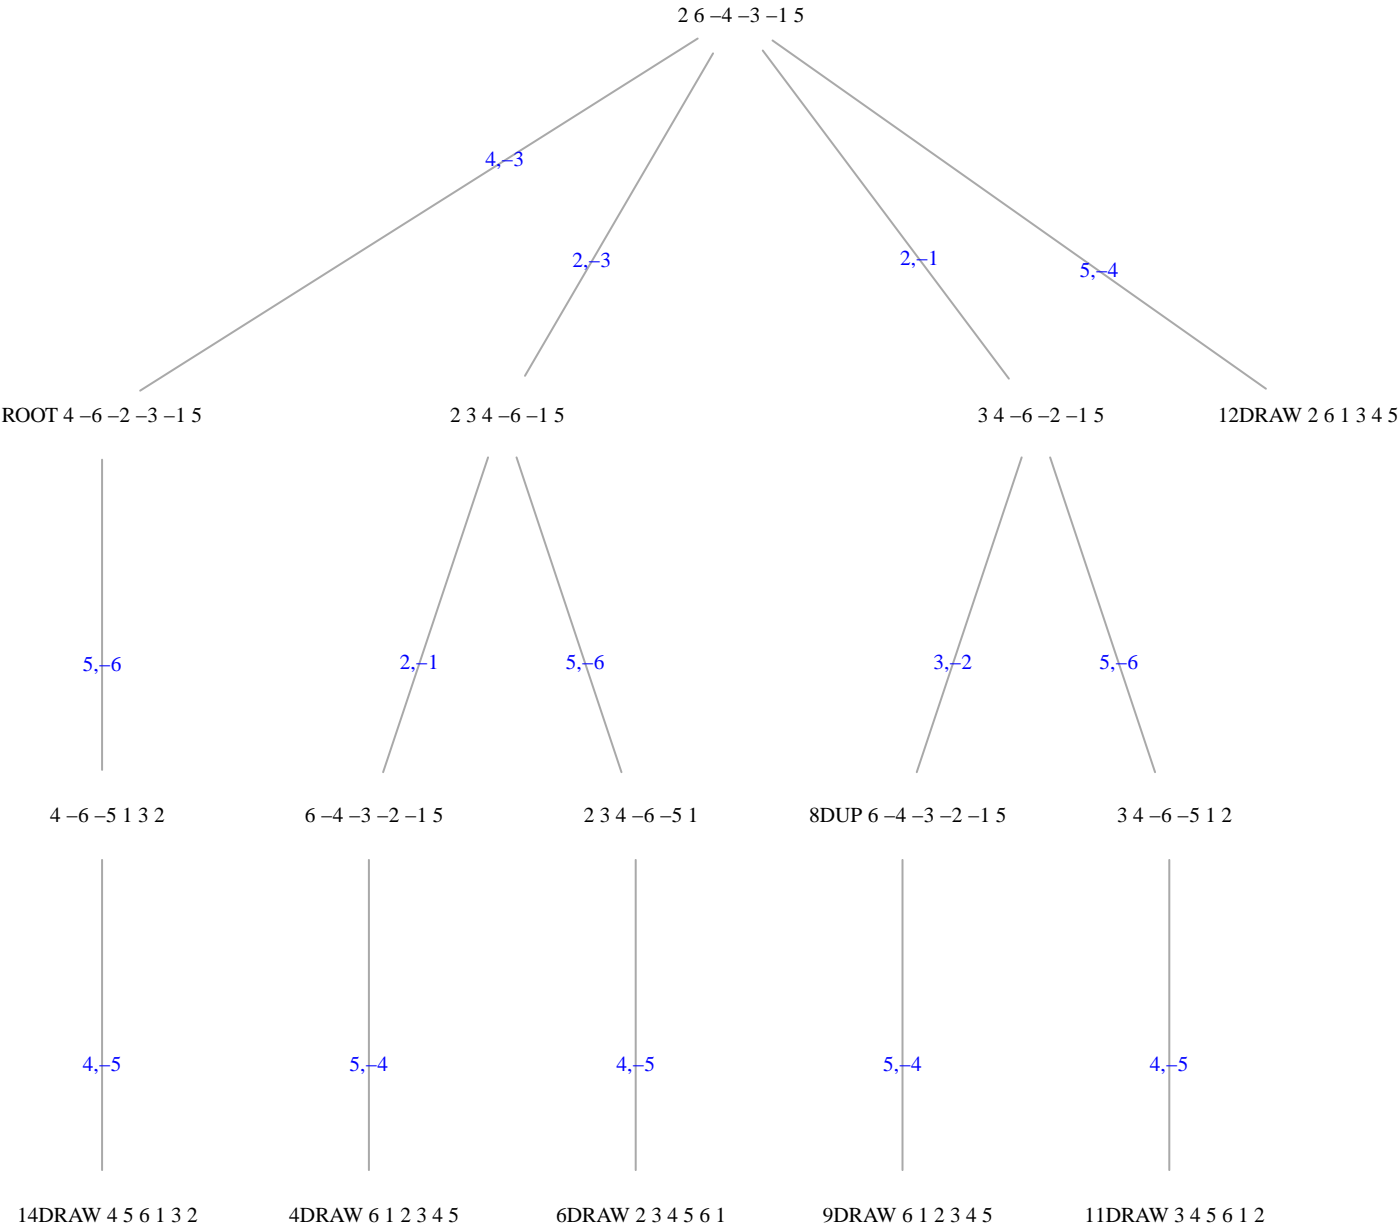 2 6 –4 –3 –1 5
4,–3
2,–3
2,–1
5,–4
ROOT 4 –6 –2 –3 –1 5
2 3 4 –6 –1 5
3 4 –6 –2 –1 5
12DRAW 2 6 1 3 4 5
5,–6
2,–1
5,–6
3,–2
5,–6
4 –6 –5 1 3 2
6 –4 –3 –2 –1 5
2 3 4 –6 –5 1
8DUP 6 –4 –3 –2 –1 5
3 4 –6 –5 1 2
4,–5
5,–4
4,–5
5,–4
4,–5
14DRAW 4 5 6 1 3 2
4DRAW 6 1 2 3 4 5
6DRAW 2 3 4 5 6 1
9DRAW 6 1 2 3 4 5
11DRAW 3 4 5 6 1 2